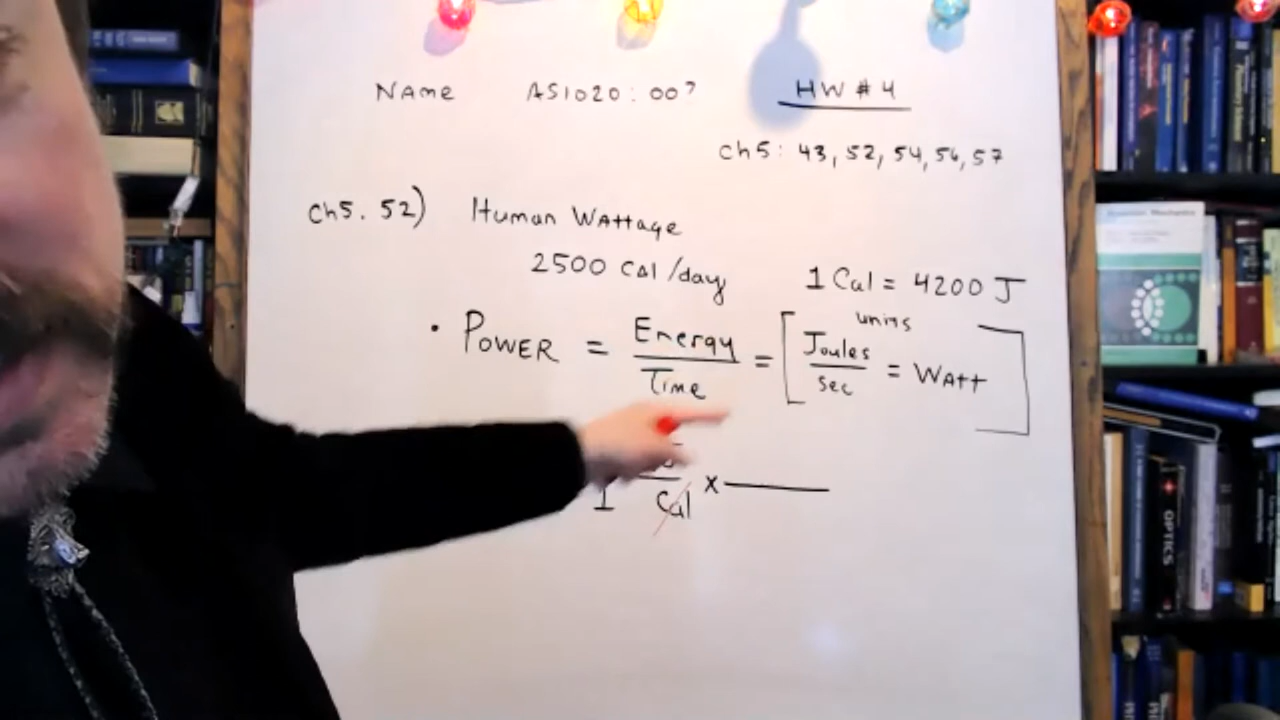 Name AS1020:007 HW #4
Ch5: 43, 52, 54, 56, 57
Ch5. 52) Human Wattage
2500 Cal/day 1 Cal = 4200 J
• Power = Energy / Time = [ units Joules / sec = Watt ]
1 Cal x
OPTICS